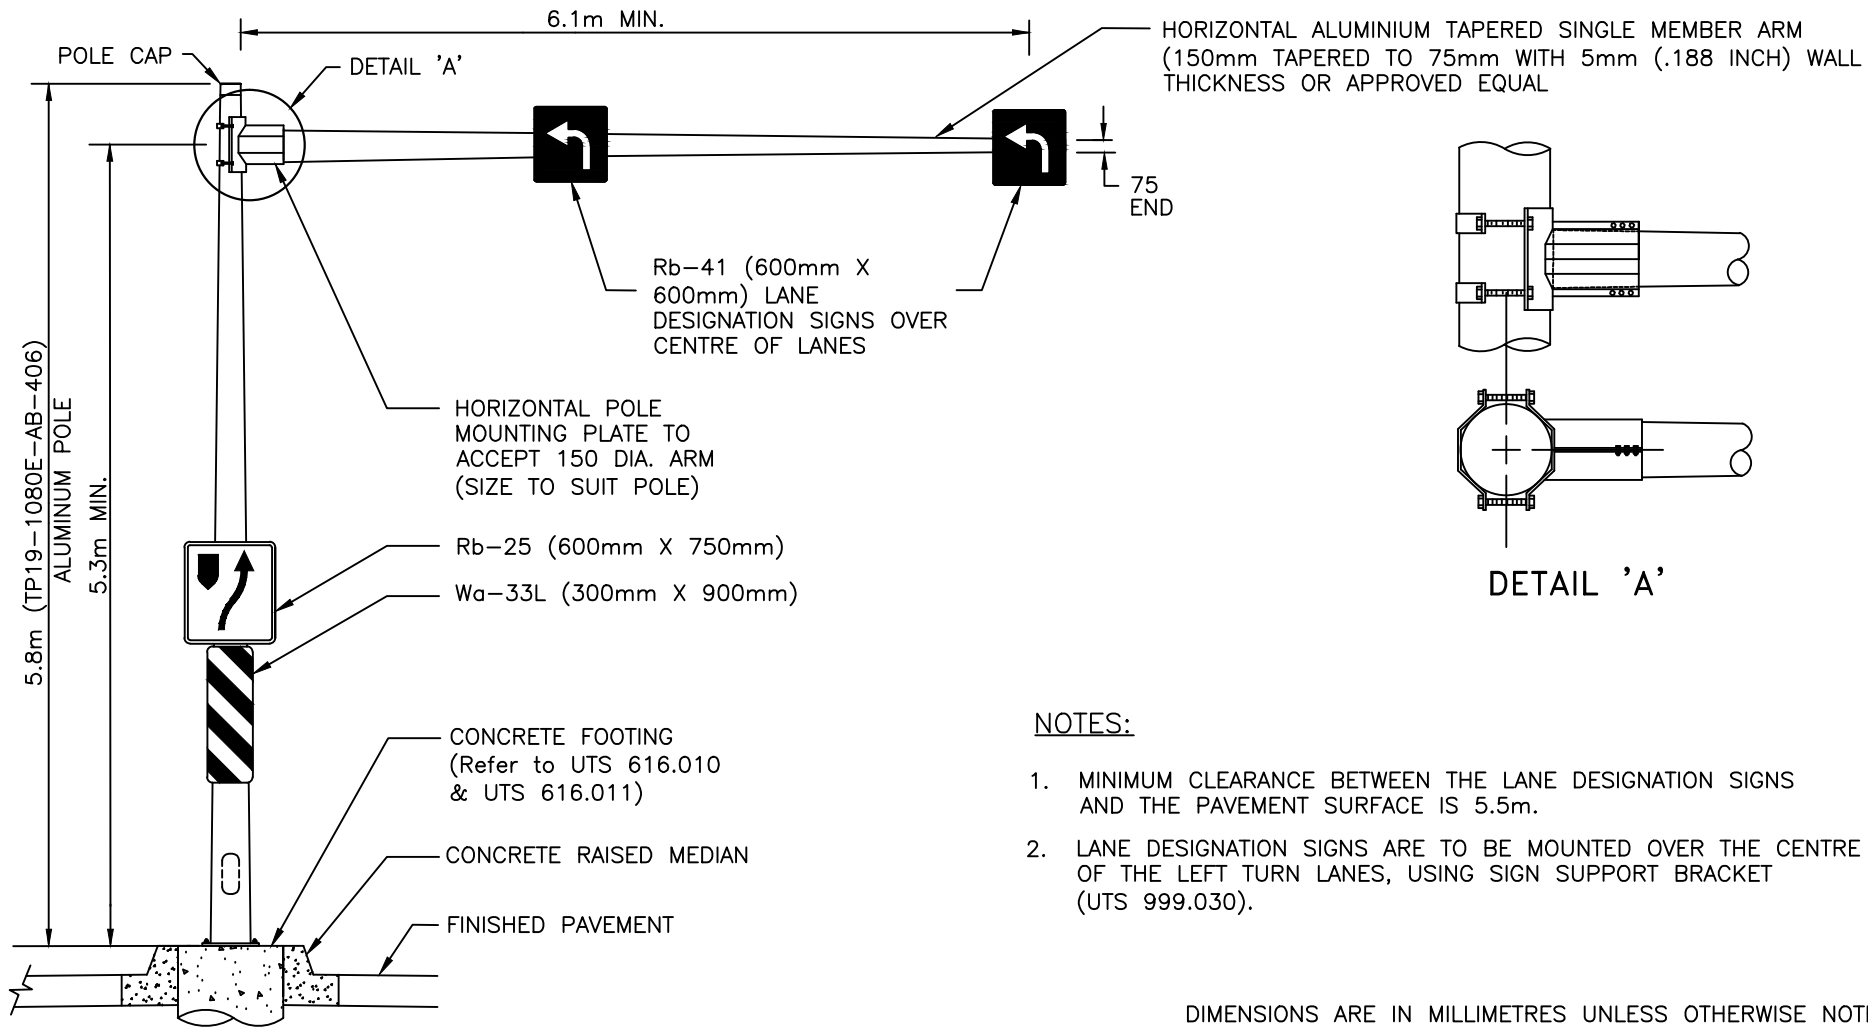 6.1m MIN.
POLE CAP
DETAIL 'A'
HORIZONTAL ALUMINIUM TAPERED SINGLE MEMBER ARM
(150mm TAPERED TO 75mm WITH 5mm (.188 INCH) WALL
THICKNESS OR APPROVED EQUAL
75
END
Rb-41 (600mm X
600mm) LANE
DESIGNATION SIGNS OVER
CENTRE OF LANES
5.8m (TP19-1080E-AB-406)
ALUMINUM POLE
5.3m MIN.
HORIZONTAL POLE
MOUNTING PLATE TO
ACCEPT 150 DIA. ARM
(SIZE TO SUIT POLE)
Rb-25 (600mm X 750mm)
Wa-33L (300mm X 900mm)
DETAIL 'A'
CONCRETE FOOTING
(Refer to UTS 616.010
& UTS 616.011)
CONCRETE RAISED MEDIAN
FINISHED PAVEMENT
NOTES:
1. MINIMUM CLEARANCE BETWEEN THE LANE DESIGNATION SIGNS
AND THE PAVEMENT SURFACE IS 5.5m.
2. LANE DESIGNATION SIGNS ARE TO BE MOUNTED OVER THE CENTRE
OF THE LEFT TURN LANES, USING SIGN SUPPORT BRACKET
(UTS 999.030).
DIMENSIONS ARE IN MILLIMETRES UNLESS OTHERWISE NOT